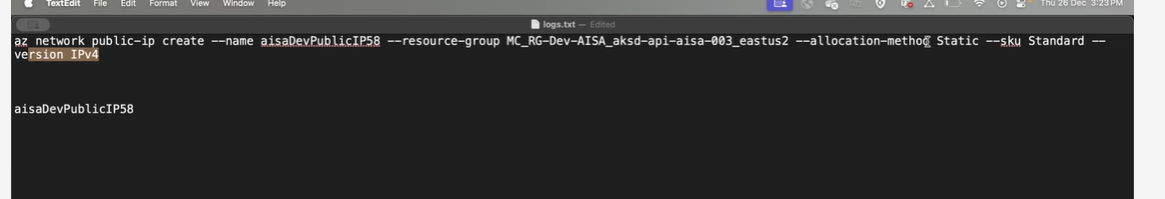 TextEdit File Edit Format View Window Help Thu 26 Dec 3:23 PM
logs.txt — Edited
az network public-ip create --name aisaDevPublicIP58 --resource-group MC_RG-Dev-AISA_aksd-api-aisa-003_eastus2 --allocation-method Static --sku Standard --
version IPv4
aisaDevPublicIP58